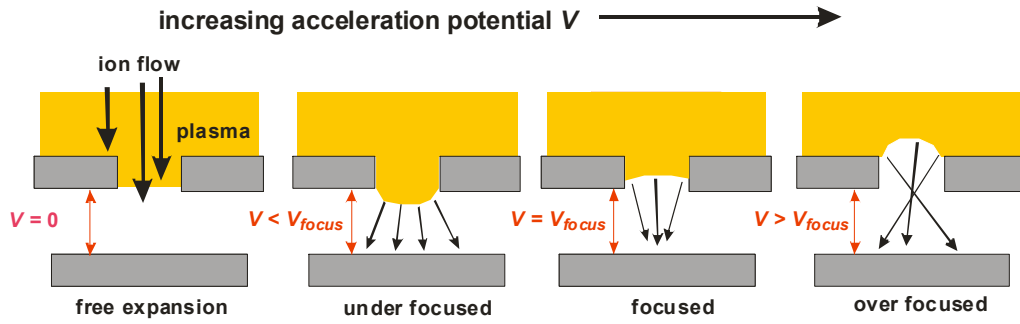 increasing acceleration potential V
ion flow
plasma
V = 0
V < Vfocus
V = Vfocus
V > Vfocus
free expansion
under focused
focused
over focused